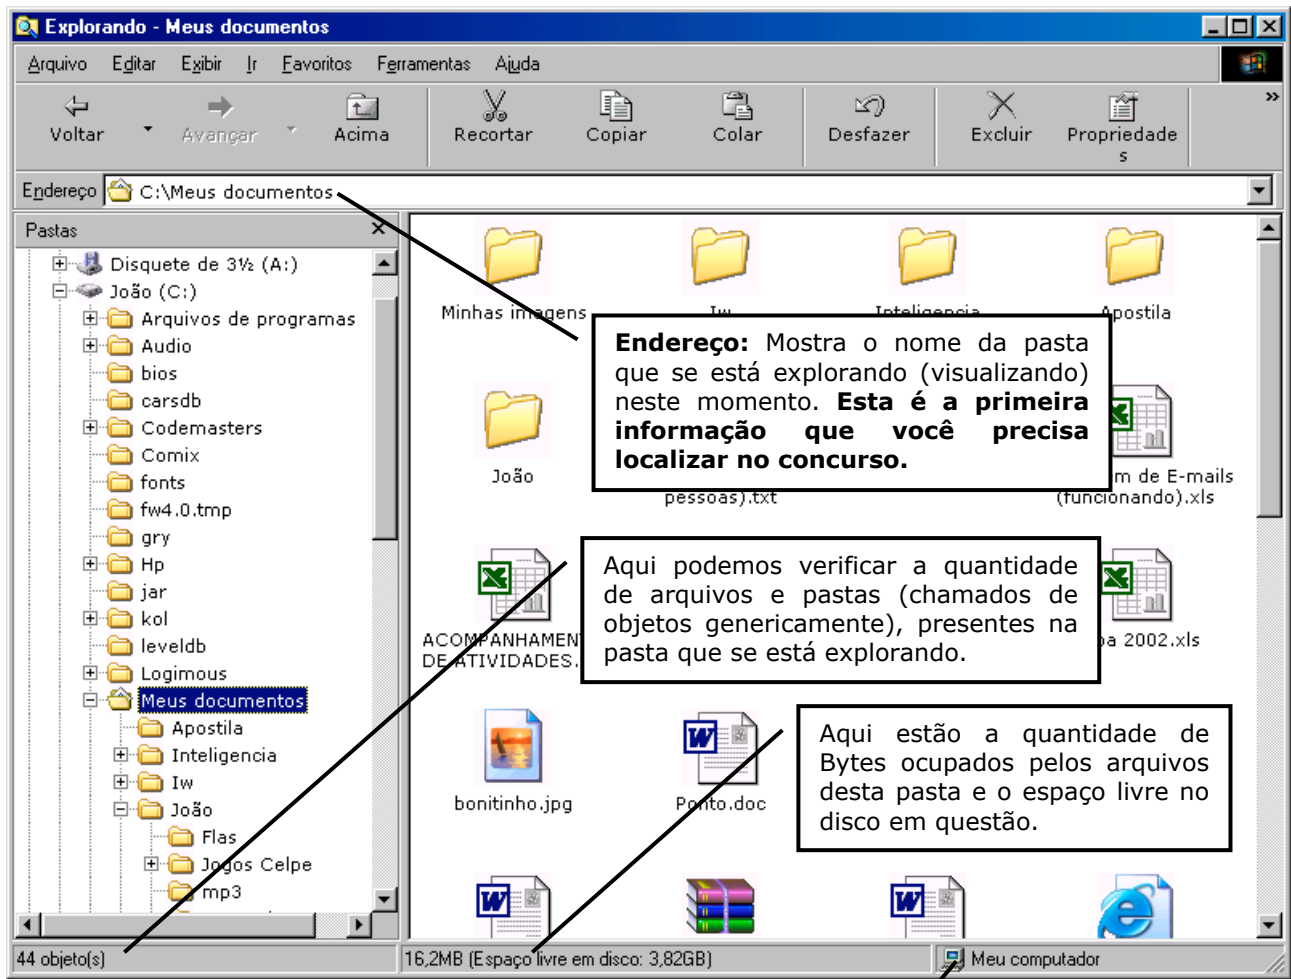 Explorando - Meus documentos
Arquivo Editar Exibir Ir Favoritos Ferramentas Ajuda
Voltar Avançar Acima Recortar Copiar Colar Desfazer Excluir Propriedade
s
»
Endereço C:\Meus documentos
Pastas
Disquete de 3½ (A:)
João (C:)
Arquivos de programas
Audio
bios
carsdb
Codemasters
Comix
fonts
fw4.0.tmp
gry
Hp
jar
kol
leveldb
Logimous
Meus documentos
Apostila
Inteligencia
Iw
João
Flas
Jogos Celpe
mp3
Minhas imagens Iw Inteligencia Apostila
Endereço: Mostra o nome da pasta
que se está explorando (visualizando)
neste momento. Esta é a primeira
informação que você precisa
localizar no concurso.
João
pessoas).txt
m de E-mails
(funcionando).xls
Aqui podemos verificar a quantidade
de arquivos e pastas (chamados de
objetos genericamente), presentes na
pasta que se está explorando.
ACOMPANHAMEN
DE ATIVIDADES.
2002.xls
Aqui estão a quantidade de
Bytes ocupados pelos arquivos
desta pasta e o espaço livre no
disco em questão.
bonitinho.jpg Ponto.doc
44 objeto(s) 16,2MB (Espaço livre em disco: 3,82GB) Meu computador